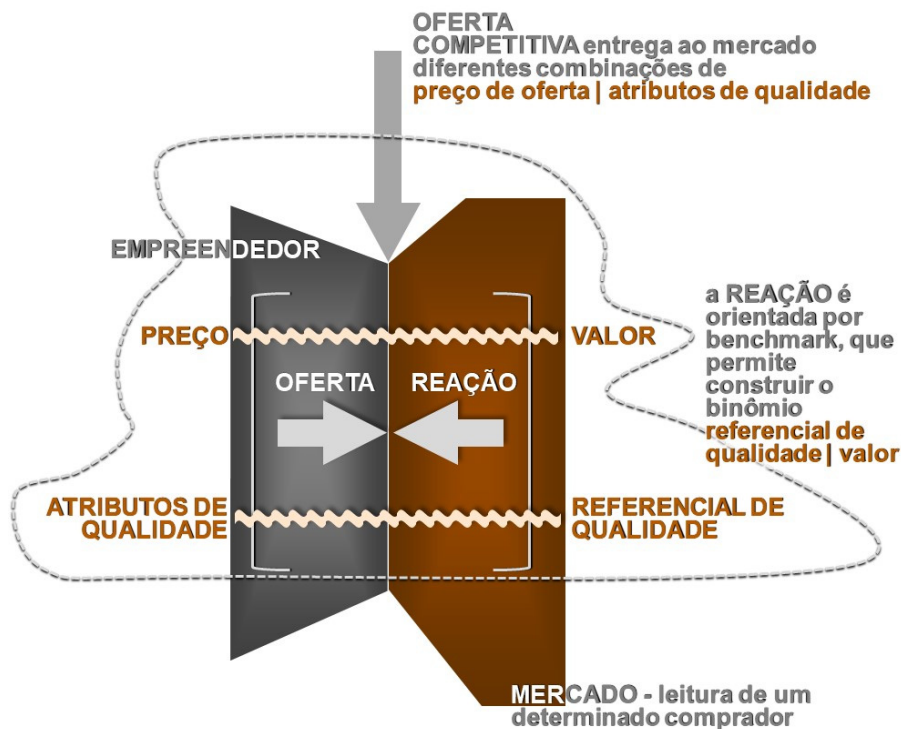 OFERTA
COMPETITIVA entrega ao mercado
diferentes combinações de
preço de oferta | atributos de qualidade
EMPREENDEDOR
PREÇO
VALOR
OFERTA
REAÇÃO
ATRIBUTOS DE
QUALIDADE
REFERENCIAL DE
QUALIDADE
a REAÇÃO é
orientada por
benchmark, que
permite
construir o
binômio
referencial de
qualidade | valor
MERCADO - leitura de um
determinado comprador